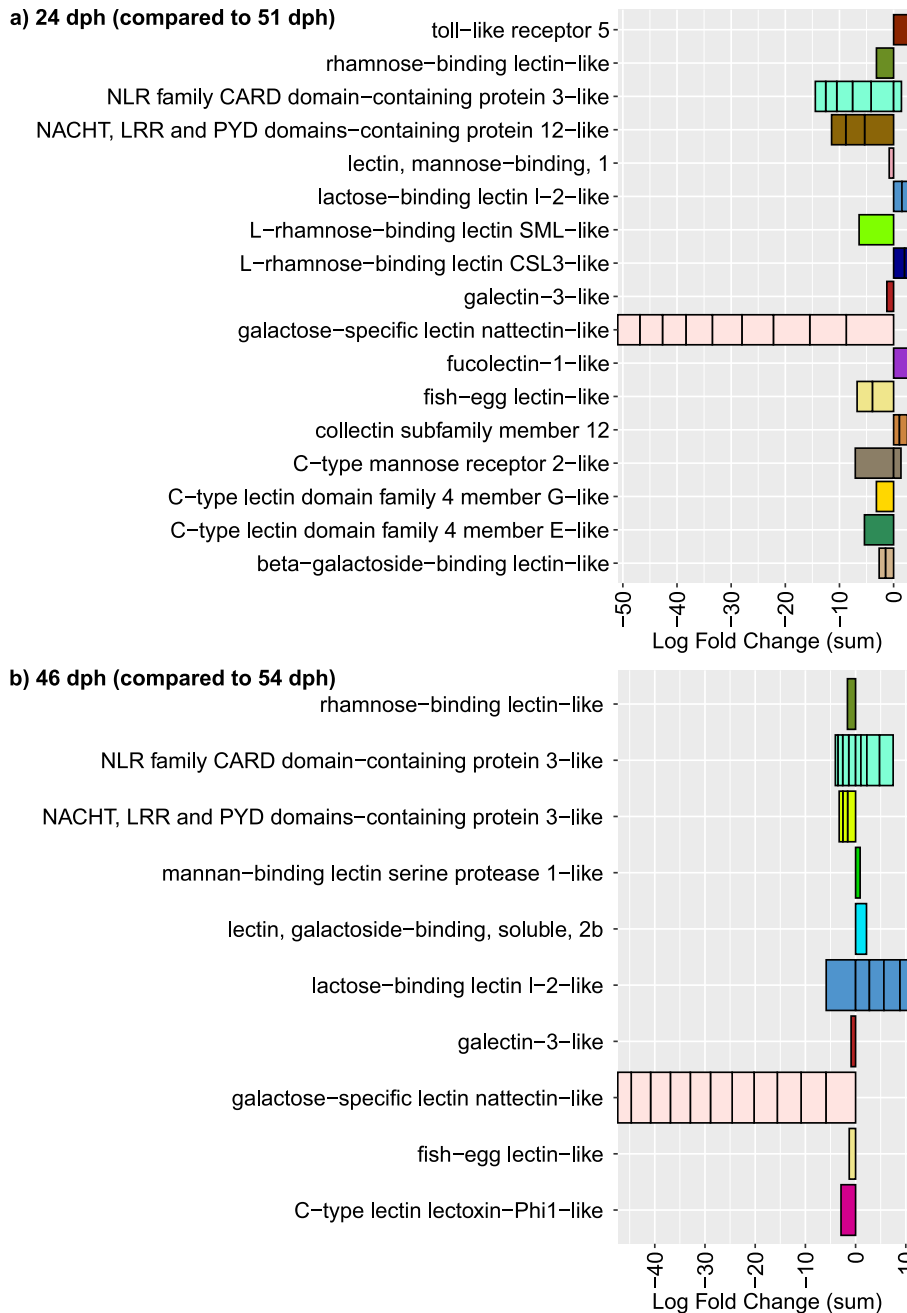 a) 24 dph (compared to 51 dph)
toll−like receptor 5
rhamnose−binding lectin−like
NLR family CARD domain−containing protein 3−like
NACHT, LRR and PYD domains−containing protein 12−like
lectin, mannose−binding, 1
lactose−binding lectin l−2−like
L−rhamnose−binding lectin SML−like
L−rhamnose−binding lectin CSL3−like
galectin−3−like
galactose−specific lectin nattectin−like
fucolectin−1−like
fish−egg lectin−like
collectin subfamily member 12
C−type mannose receptor 2−like
C−type lectin domain family 4 member G−like
C−type lectin domain family 4 member E−like
beta−galactoside−binding lectin−like
−50 −40 −30 −20 −10 0
Log Fold Change (sum)
b) 46 dph (compared to 54 dph)
rhamnose−binding lectin−like
NLR family CARD domain−containing protein 3−like
NACHT, LRR and PYD domains−containing protein 3−like
mannan−binding lectin serine protease 1−like
lectin, galactoside−binding, soluble, 2b
lactose−binding lectin l−2−like
galectin−3−like
galactose−specific lectin nattectin−like
fish−egg lectin−like
C−type lectin lectoxin−Phi1−like
−40 −30 −20 −10 0 10
Log Fold Change (sum)